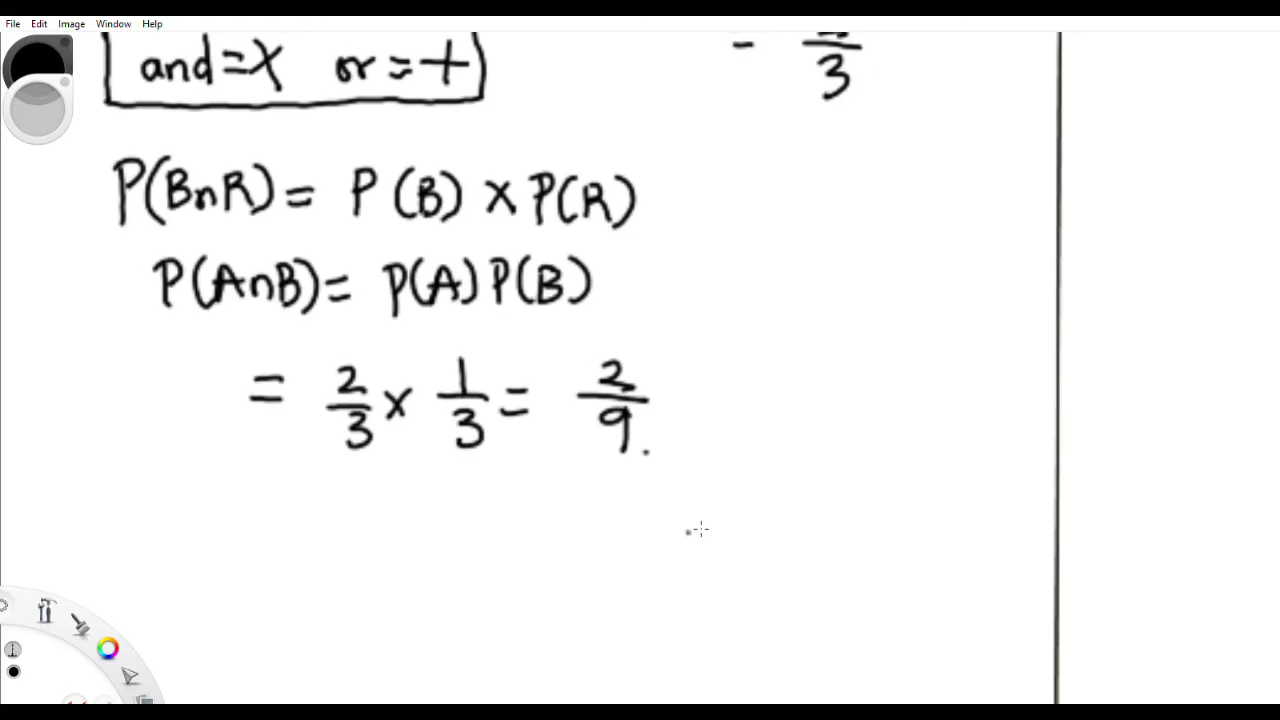 File Edit Image Window Help
and = X or = +
= 3
P(B∩R) = P(B) × P(R)
P(A∩B) = P(A) P(B)
= 2/3 × 1/3 = 2/9.